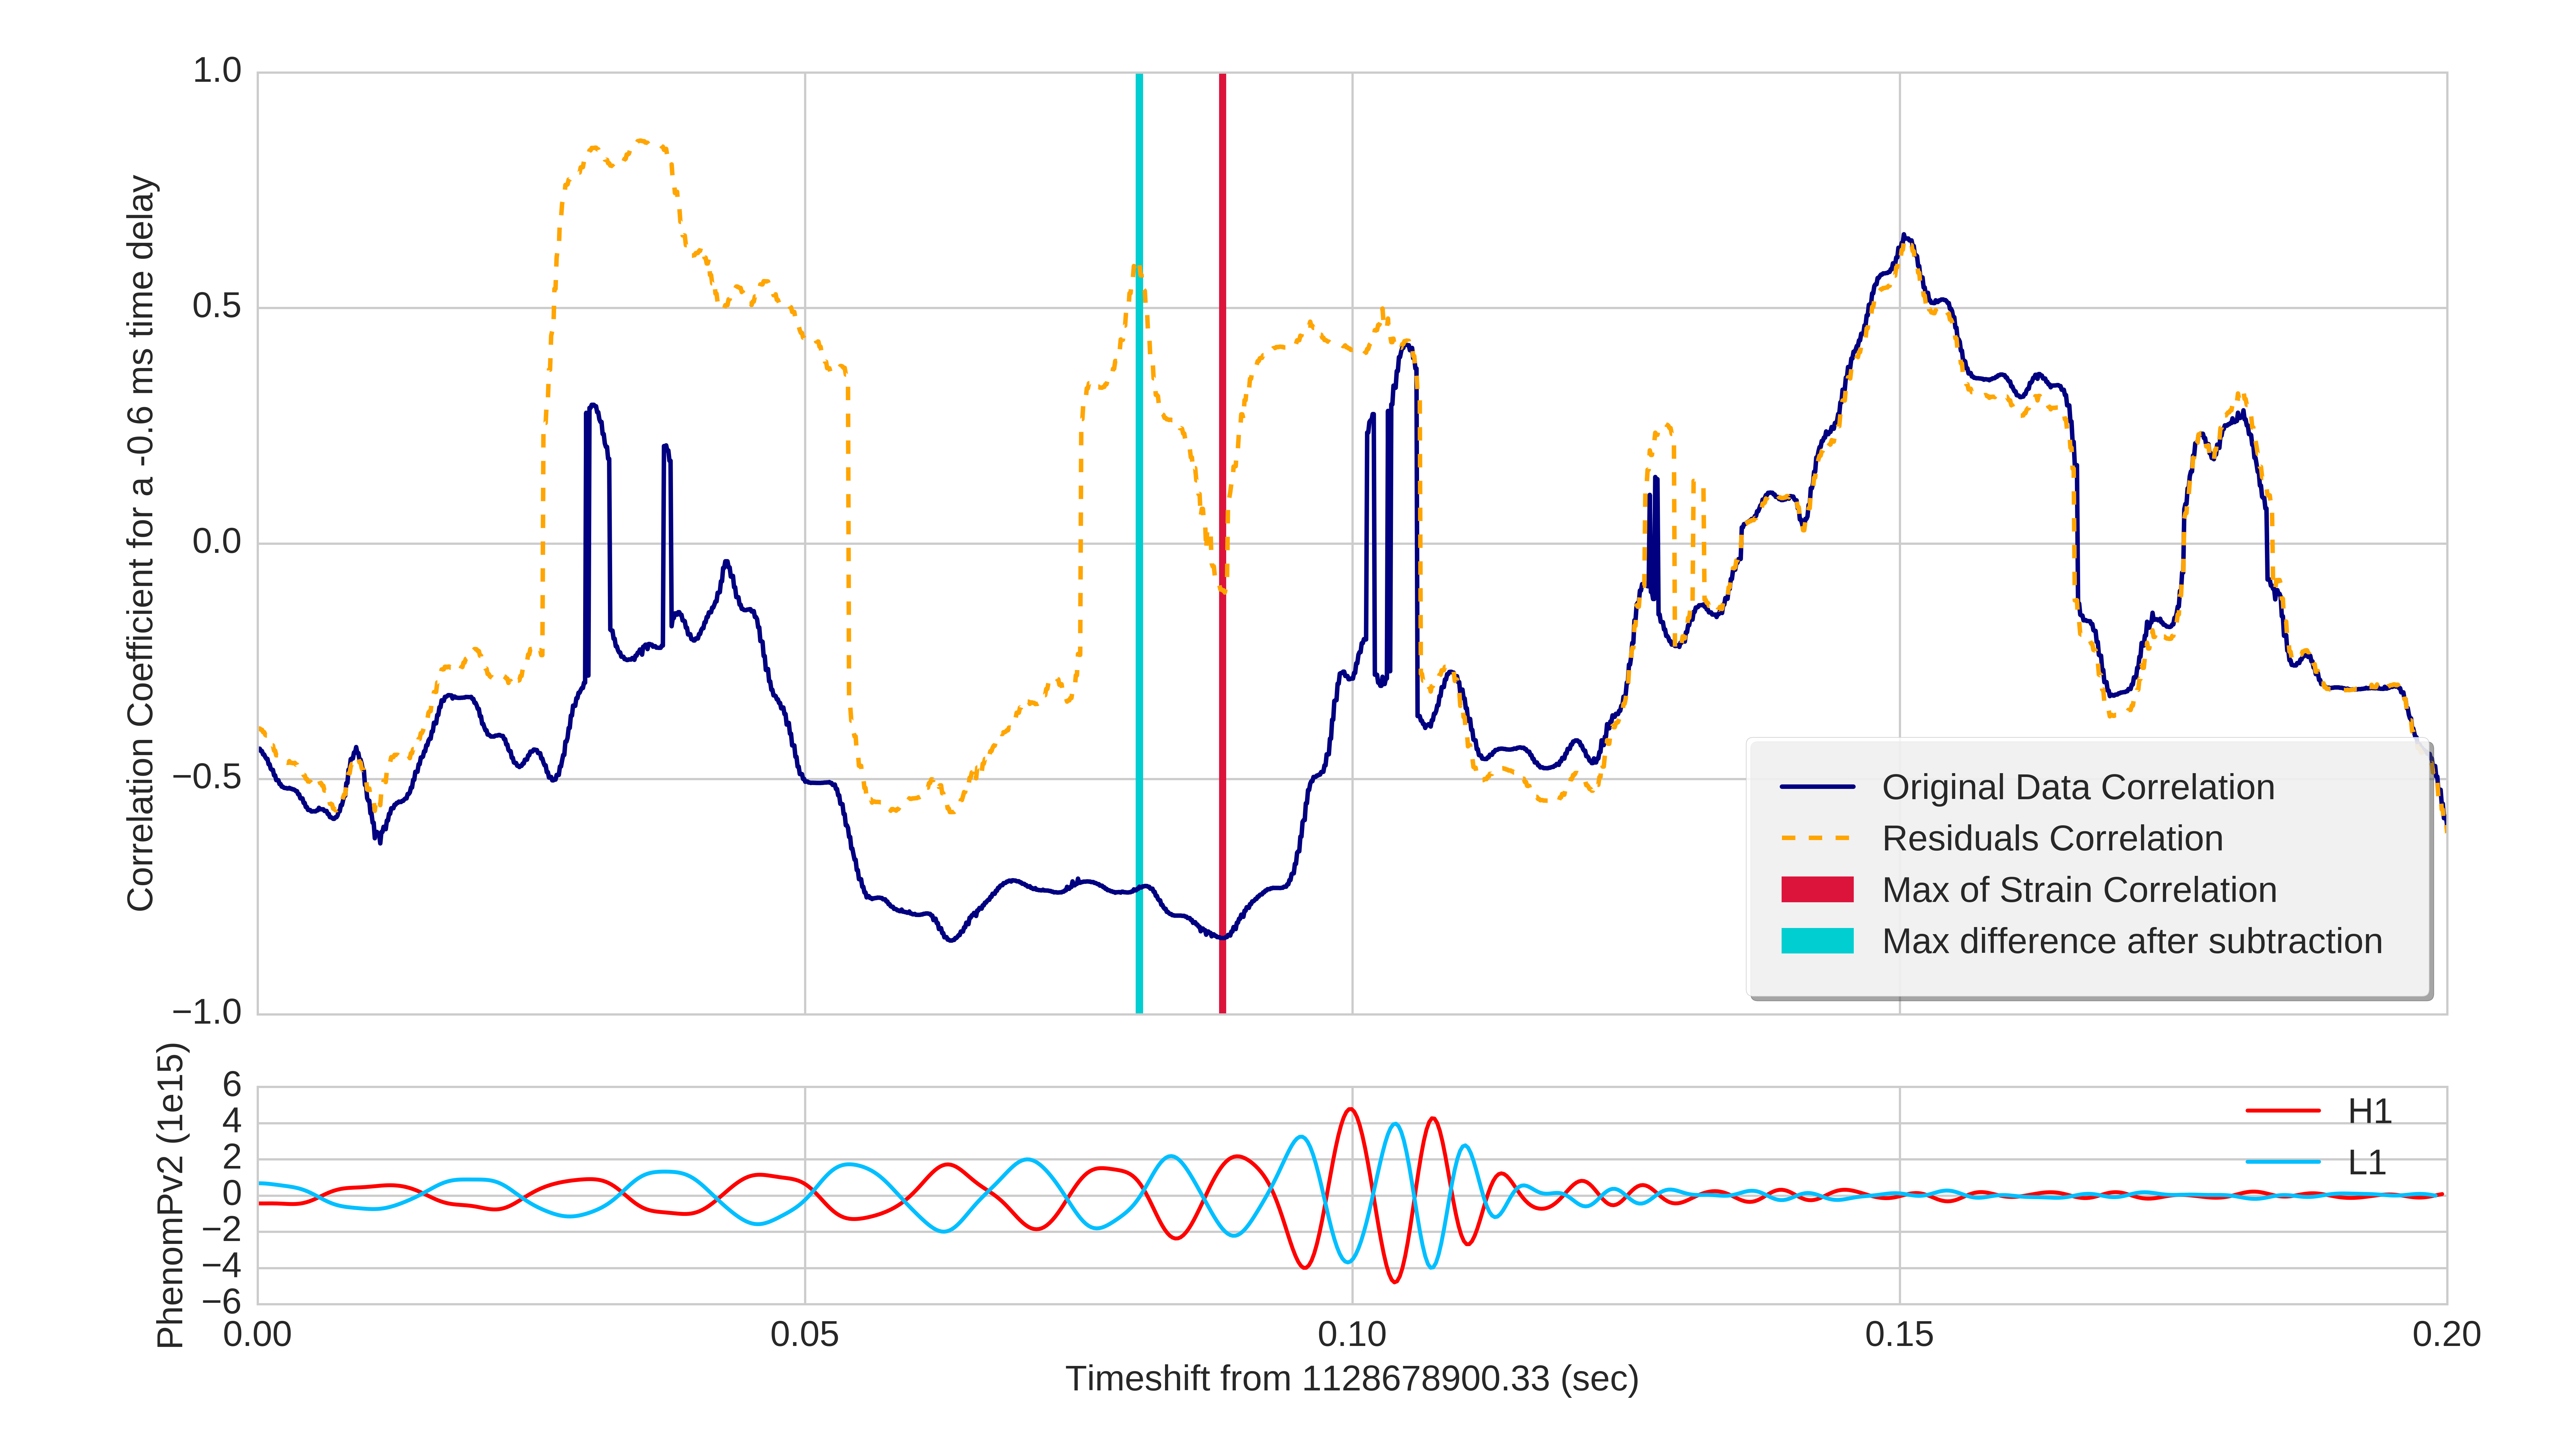 Correlation Coefficient for a -0.6 ms time delay
1.0
0.5
0.0
−0.5
−1.0
Original Data Correlation
Residuals Correlation
Max of Strain Correlation
Max difference after subtraction
PhenomPv2 (1e15)
6
4
2
0
−2
−4
−6
H1
L1
0.00 0.05 0.10 0.15 0.20
Timeshift from 1128678900.33 (sec)